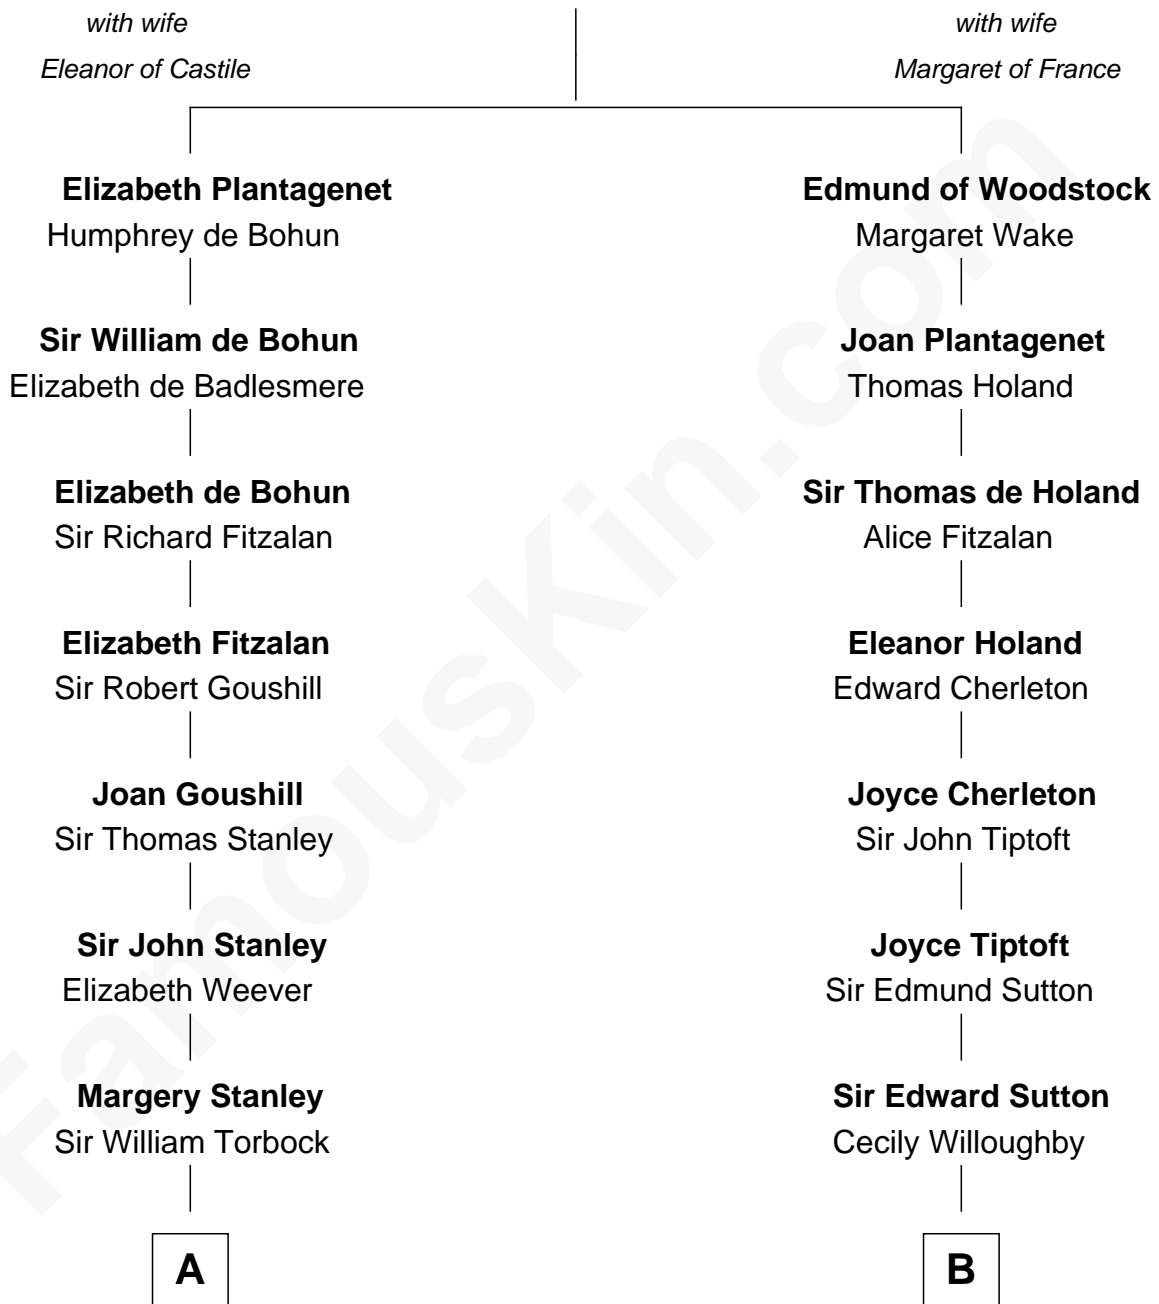 with wife
Eleanor of Castile
with wife
Margaret of France
Elizabeth Plantagenet
Humphrey de Bohun
Edmund of Woodstock
Margaret Wake
Sir William de Bohun
Elizabeth de Badlesmere
Joan Plantagenet
Thomas Holand
Elizabeth de Bohun
Sir Richard Fitzalan
Sir Thomas de Holand
Alice Fitzalan
Elizabeth Fitzalan
Sir Robert Goushill
Eleanor Holand
Edward Cherleton
Joan Goushill
Sir Thomas Stanley
Joyce Cherleton
Sir John Tiptoft
Sir John Stanley
Elizabeth Weever
Joyce Tiptoft
Sir Edmund Sutton
Margery Stanley
Sir William Torbock
Sir Edward Sutton
Cecily Willoughby
A
B
FamousKin.com